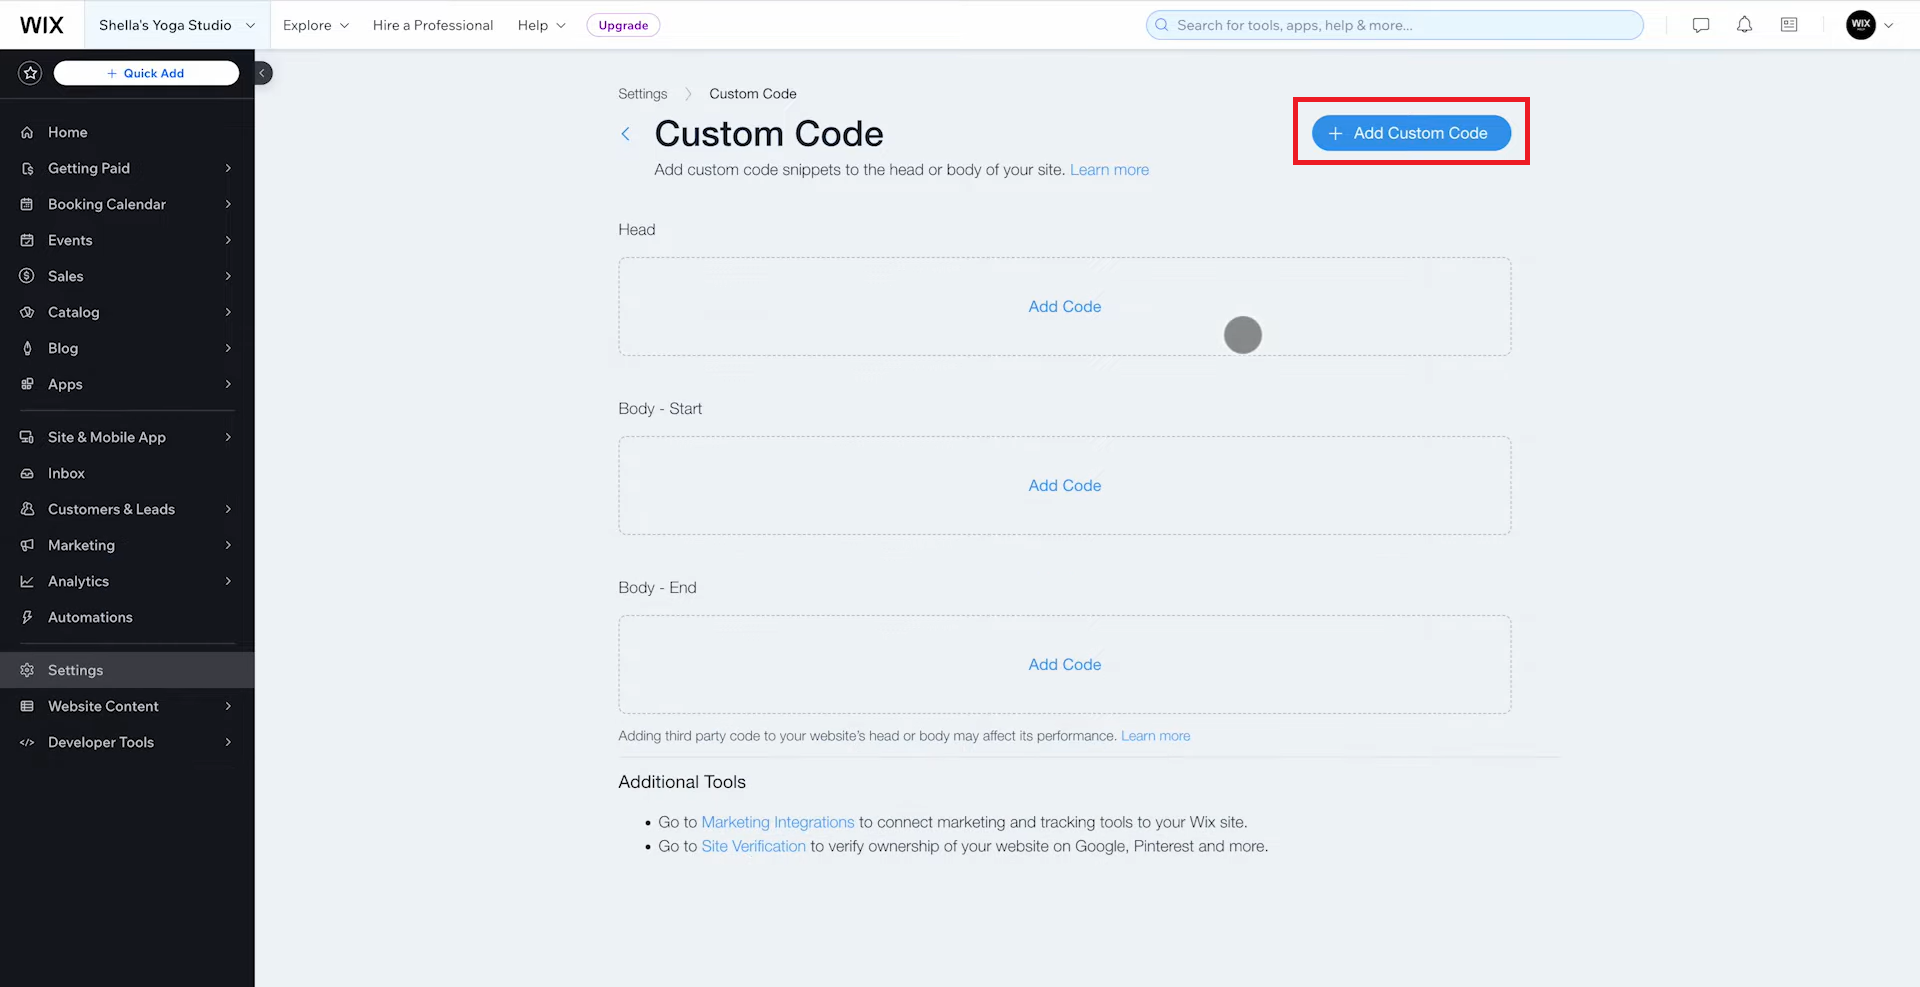 WIX Shella's Yoga Studio Explore Hire a Professional Help Upgrade Search for tools, apps, help & more... WIX
+ Quick Add
Home
Getting Paid
Booking Calendar
Events
Sales
Catalog
Blog
Apps
Site & Mobile App
Inbox
Customers & Leads
Marketing
Analytics
Automations
Settings
Website Content
Developer Tools
Settings > Custom Code
Custom Code
+ Add Custom Code
Add custom code snippets to the head or body of your site. Learn more
Head
Add Code
Body - Start
Add Code
Body - End
Add Code
Adding third party code to your website's head or body may affect its performance. Learn more
Additional Tools
• Go to Marketing Integrations to connect marketing and tracking tools to your Wix site.
• Go to Site Verification to verify ownership of your website on Google, Pinterest and more.